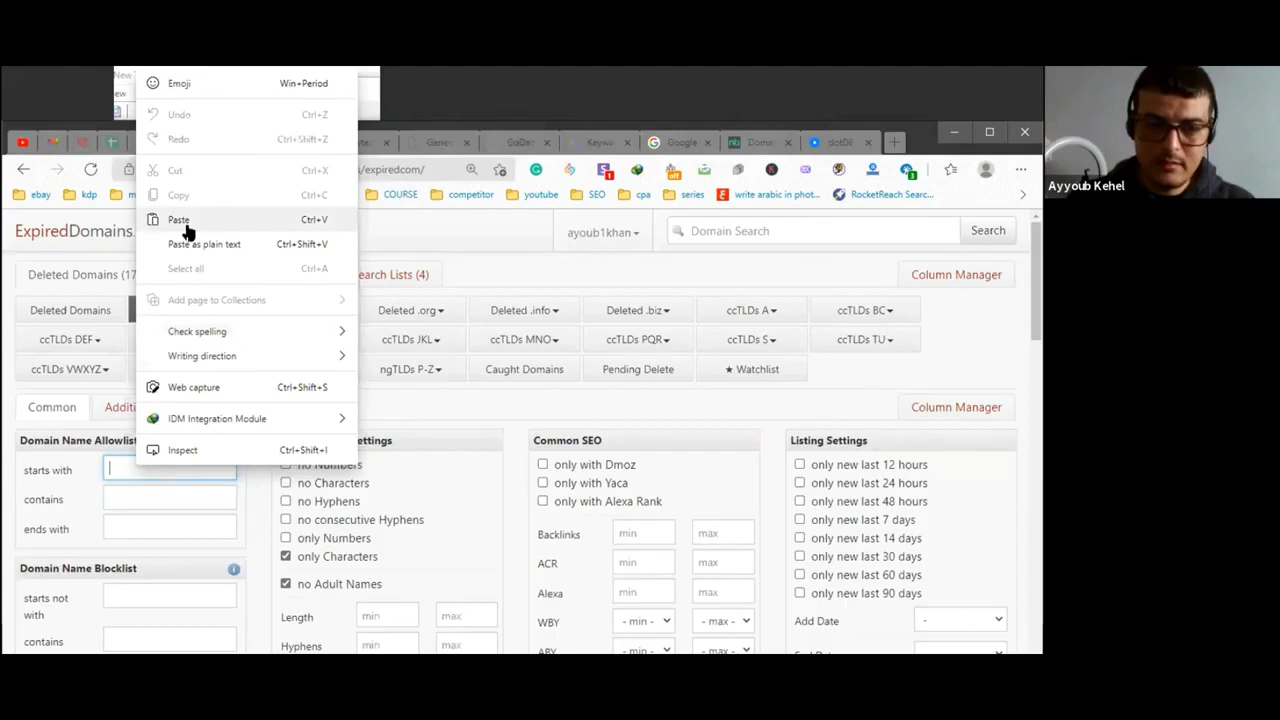 New
ew
Emoji Win+Period
Undo Ctrl+Z
Redo Ctrl+Shift+Z
Cut Ctrl+X
Copy Ctrl+C
Paste Ctrl+V
Paste as plain text Ctrl+Shift+V
Select all Ctrl+A
Add page to Collections
Check spelling
Writing direction
Web capture Ctrl+Shift+S
IDM Integration Module
Inspect Ctrl+Shift+I
Keywo
Google
Domai
dotDB
s/expiredcom/
ebay kdp m COURSE competitor youtube SEO cpa series write arabic in phot... RocketReach Searc...
ExpiredDomains. ayoub1khan Domain Search Search
Deleted Domains (17 earch Lists (4) Column Manager
Deleted Domains Deleted .org Deleted .info Deleted .biz ccTLDs A ccTLDs BC
ccTLDs DEF ccTLDs JKL ccTLDs MNO ccTLDs PQR ccTLDs S ccTLDs TU
ccTLDs VWXYZ ngTLDs P-Z Caught Domains Pending Delete ★ Watchlist
Common Additi Column Manager
Domain Name Allowlist
starts with
contains
ends with
Domain Name Blocklist
starts not
with
contains
ettings
no Numbers
no Characters
no Hyphens
no consecutive Hyphens
only Numbers
only Characters
no Adult Names
Length min max
Hyphens min max
Common SEO
only with Dmoz
only with Yaca
only with Alexa Rank
Backlinks min max
ACR min max
Alexa min max
WBY - min - - max -
ABY - min - - max -
Listing Settings
only new last 12 hours
only new last 24 hours
only new last 48 hours
only new last 7 days
only new last 14 days
only new last 30 days
only new last 60 days
only new last 90 days
Add Date -
Ayyoub Kehel